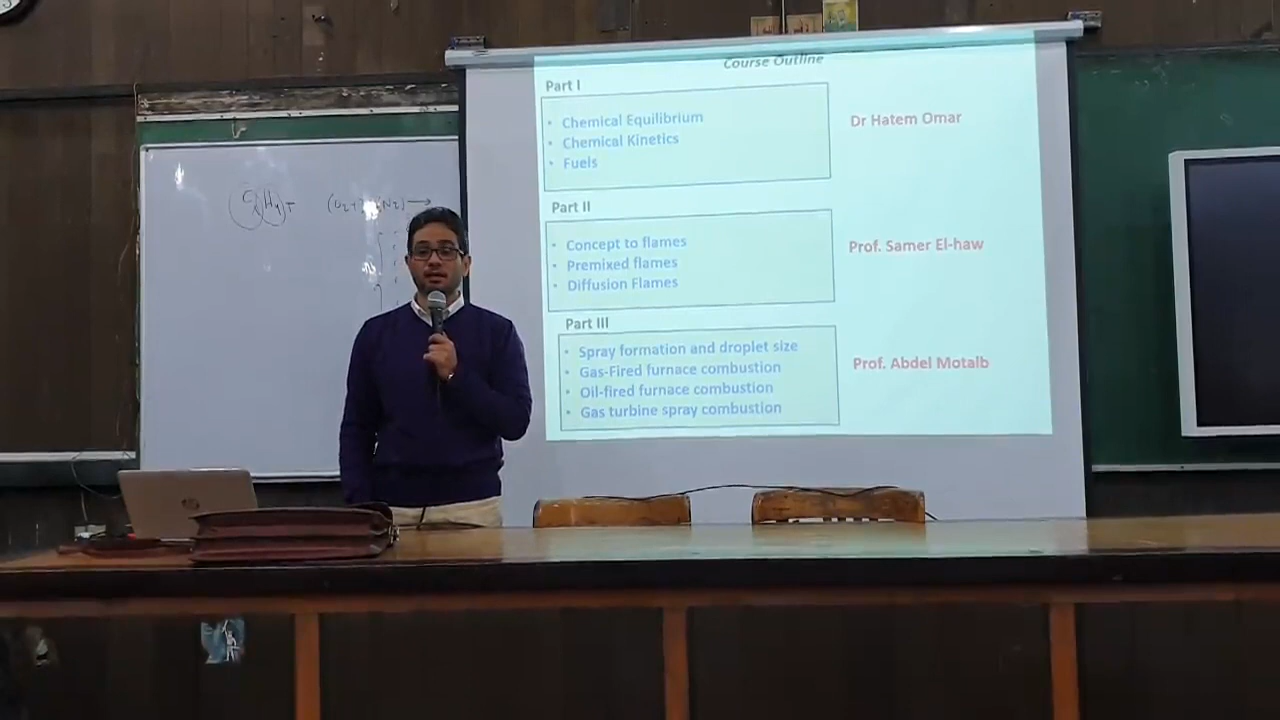 Course Outline
Part I
• Chemical Equilibrium
• Chemical Kinetics
• Fuels
Dr Hatem Omar
Part II
• Concept to flames
• Premixed flames
• Diffusion Flames
Prof. Samer El-haw
Part III
• Spray formation and droplet size
• Gas-Fired furnace combustion
• Oil-fired furnace combustion
• Gas turbine spray combustion
Prof. Abdel Motalb